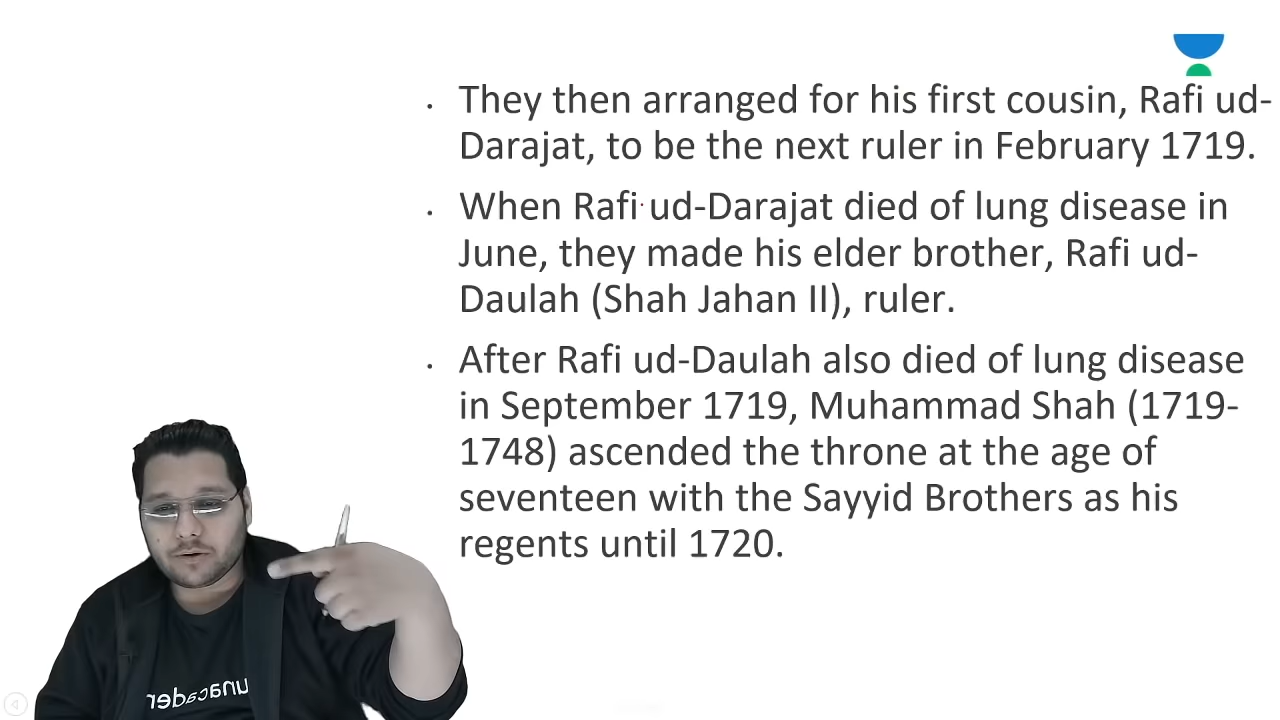 They then arranged for his first cousin, Rafi ud-
Darajat, to be the next ruler in February 1719.
When Rafi ud-Darajat died of lung disease in
June, they made his elder brother, Rafi ud-
Daulah (Shah Jahan II), ruler.
After Rafi ud-Daulah also died of lung disease
in September 1719, Muhammad Shah (1719-
1748) ascended the throne at the age of
seventeen with the Sayyid Brothers as his
regents until 1720.
unacader